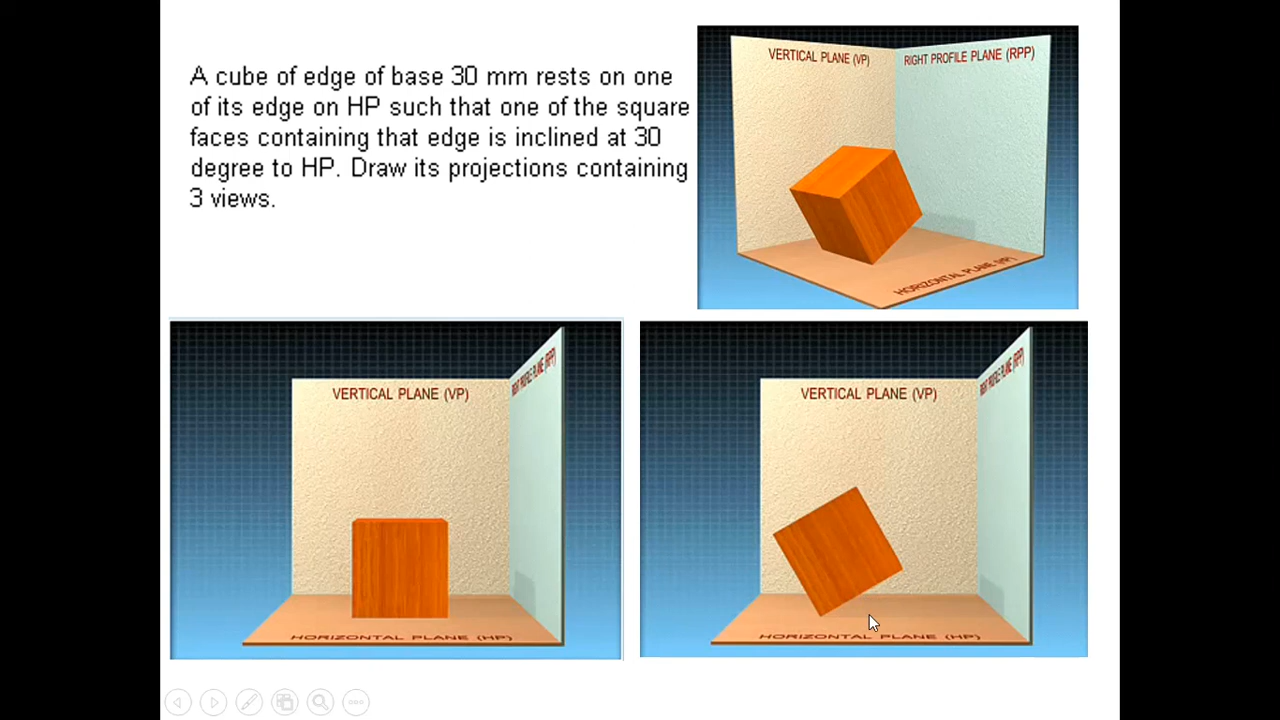 A cube of edge of base 30 mm rests on one
of its edge on HP such that one of the square
faces containing that edge is inclined at 30
degree to HP. Draw its projections containing
3 views.
VERTICAL PLANE (VP)
RIGHT PROFILE PLANE (RPP)
HORIZONTAL PLANE (HP)
VERTICAL PLANE (VP)
RIGHT PROFILE PLANE (RPP)
HORIZONTAL PLANE (HP)
VERTICAL PLANE (VP)
RIGHT PROFILE PLANE (RPP)
HORIZONTAL PLANE (HP)